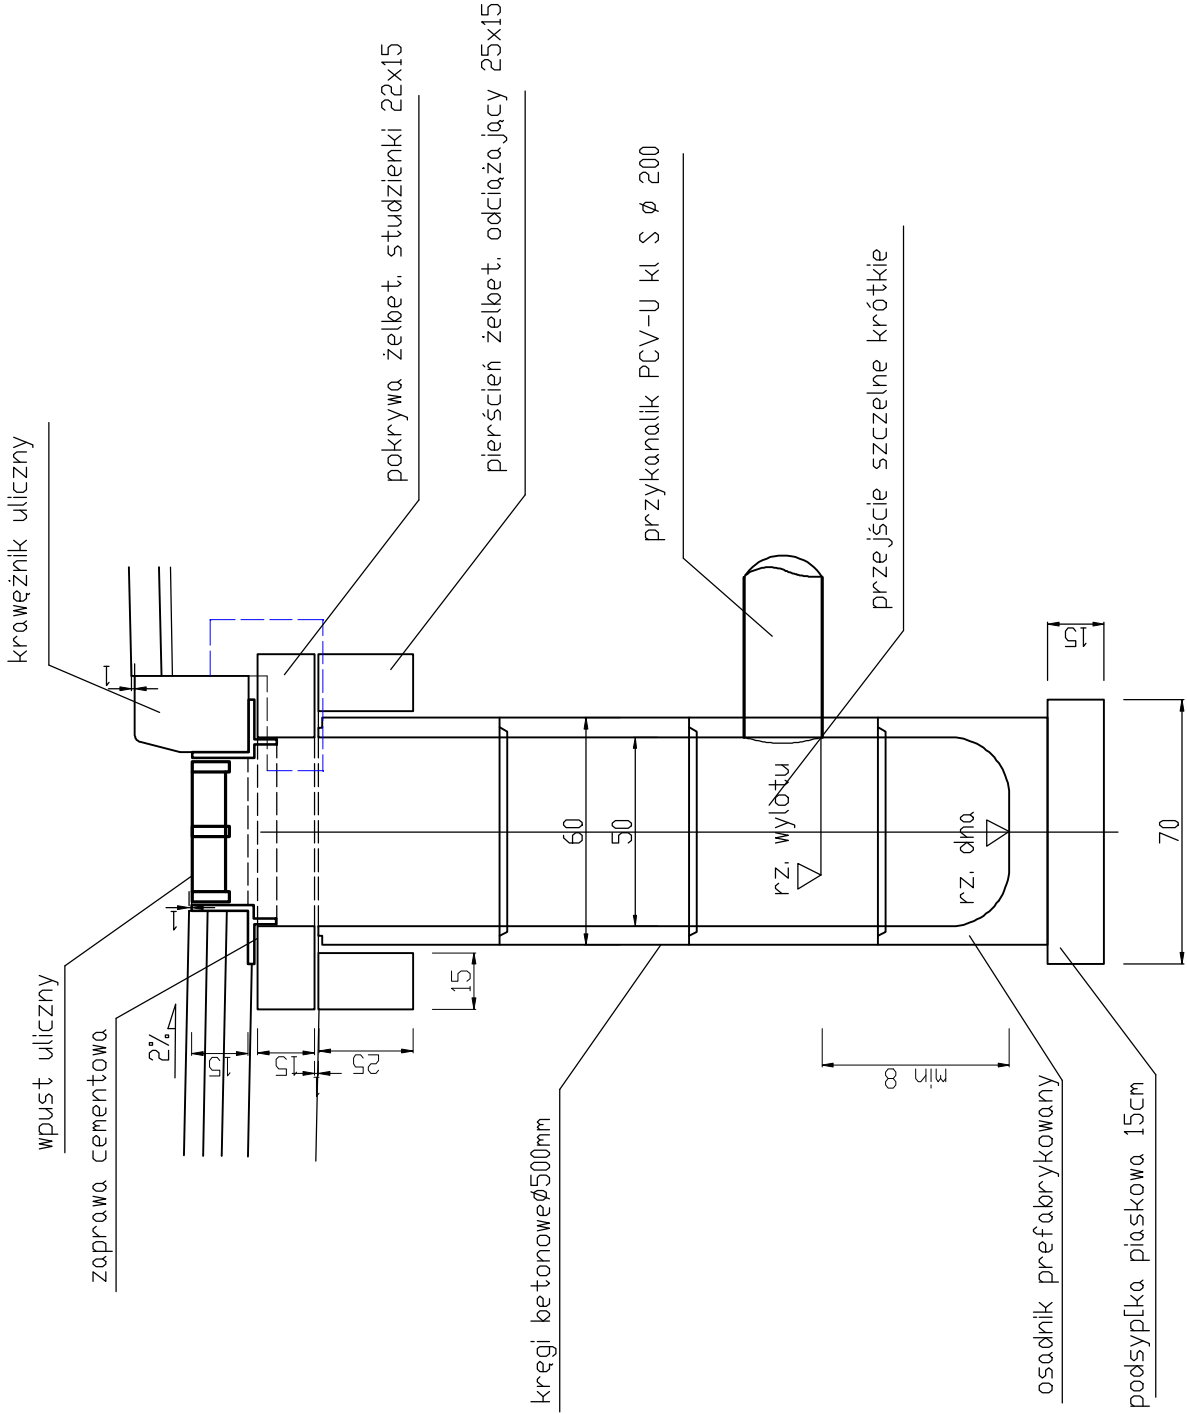 krawężnik uliczny
pokrywa żelbet. studzienki 22x15
pierścień żelbet. odciążający 25x15
przykanalik PCV-U kl S ø 200
przejście szczelne krótkie
wpust uliczny
zaprawa cementowa
kręgi betonoweø500mm
osadnik prefabrykowany
podsypłka piaskowa 15cm
rz. wylotu
rz. dna
1
1
2%
15
15
25
1
15
60
50
min 8
15
70